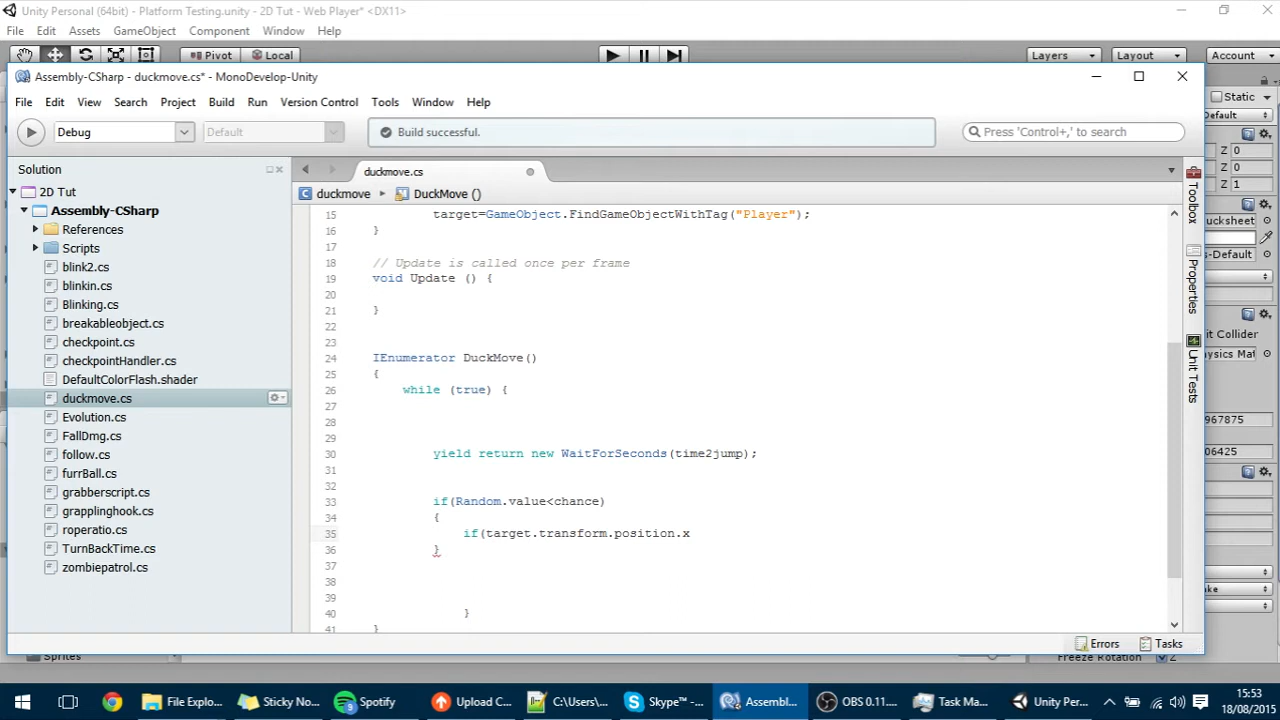 Unity Personal (64bit) - Platform Testing.unity - 2D Tut - Web Player* <DX11>
File Edit Assets GameObject Component Window Help
Pivot Local Layers Layout Account
Assembly-CSharp - duckmove.cs* - MonoDevelop-Unity
Static
File Edit View Search Project Build Run Version Control Tools Window Help
Default
Debug Default Build successful. Press 'Control+,' to search
Z 0
Z 0
Z 1
Solution
duckmove.cs
2D Tut
duckmove DuckMove ()
Assembly-CSharp
References
Scripts
blink2.cs
blinkin.cs
Blinking.cs
breakableobject.cs
checkpoint.cs
checkpointHandler.cs
DefaultColorFlash.shader
duckmove.cs
Evolution.cs
FallDmg.cs
follow.cs
furrBall.cs
grabberscript.cs
grapplinghook.cs
roperatio.cs
TurnBackTime.cs
zombiepatrol.cs
15 target=GameObject.FindGameObjectWithTag("Player");
16 }
17
18 // Update is called once per frame
19 void Update () {
20
21 }
22
23
24 IEnumerator DuckMove()
25 {
26 while (true) {
27
28
29
30 yield return new WaitForSeconds(time2jump);
31
32
33 if(Random.value<chance)
34 {
35 if(target.transform.position.x
36 }
37
38
39
40 }
41 }
Toolbox
Properties
Unit Tests
ducksheet
s-Default
it Collider
hysics Mat
967875
06425
ke
Errors Tasks
Sprites
Freeze Rotation Z
File Explo... Sticky No... Spotify Upload C... C:\Users\... Skype™ -... Assembl... OBS 0.11.... Task Ma... Unity Per...
15:53
18/08/2015